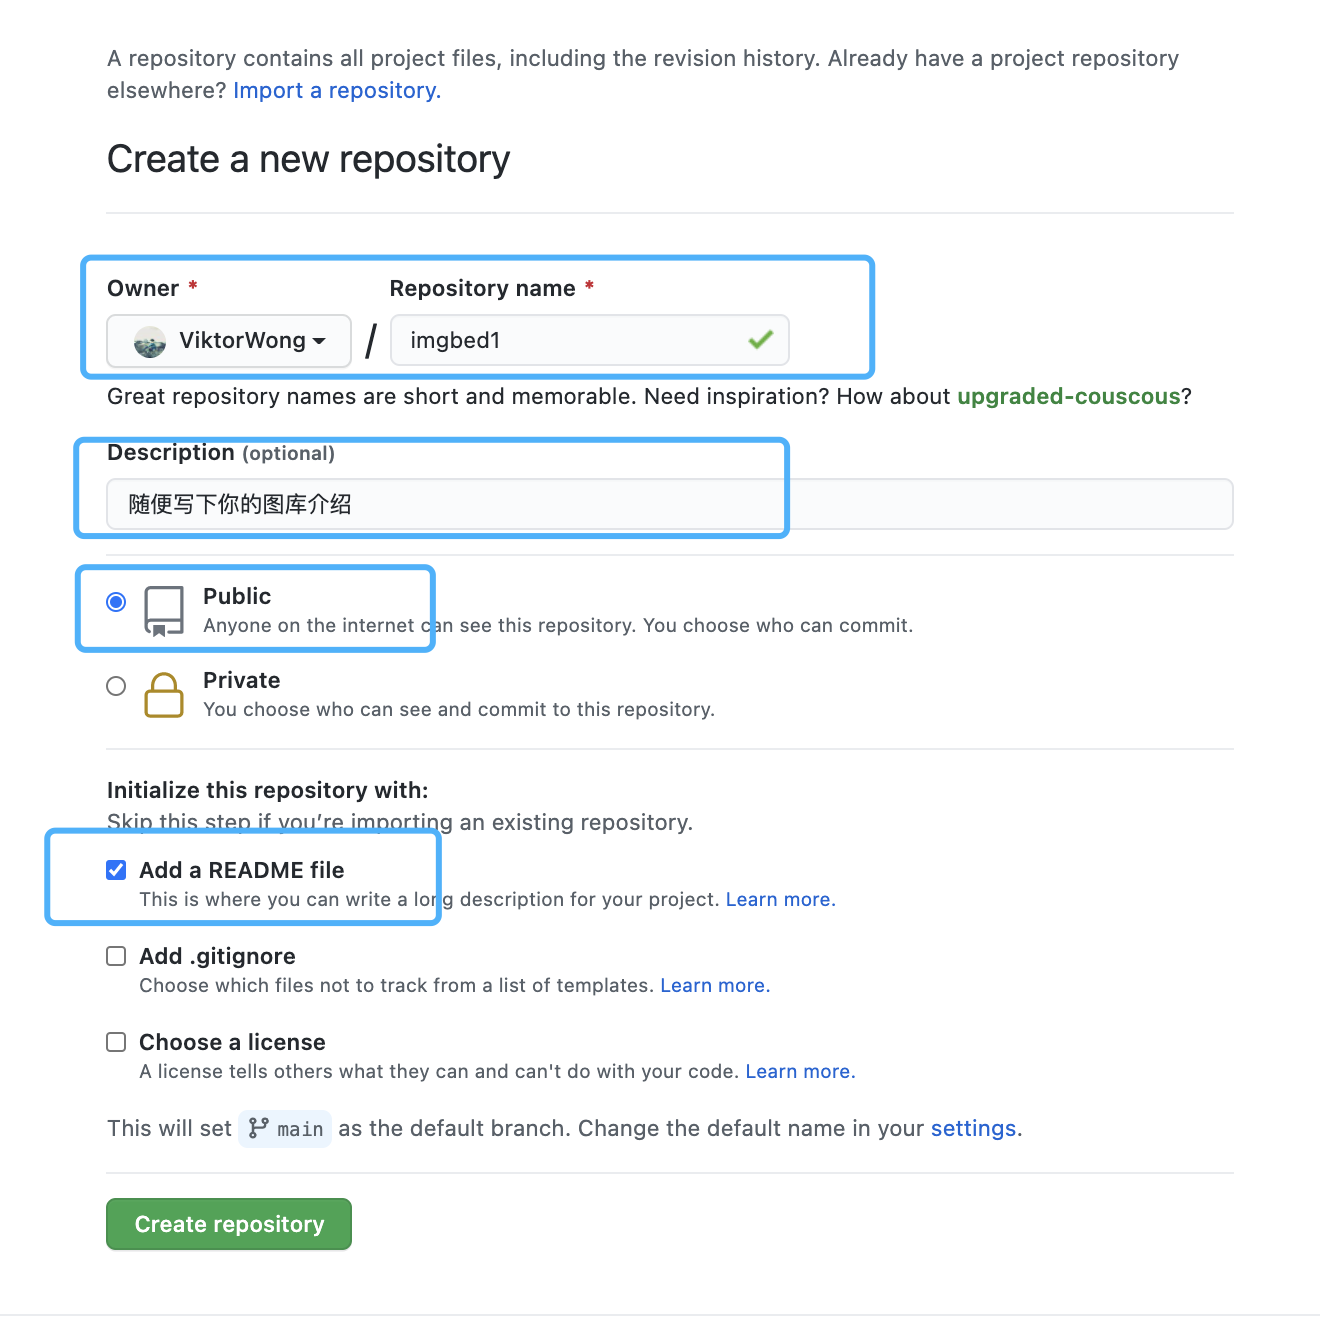 A repository contains all project files, including the revision history. Already have a project repository
elsewhere? Import a repository.
Create a new repository
Owner *
Repository name *
ViktorWong
/
imgbed1
Great repository names are short and memorable. Need inspiration? How about upgraded-couscous?
Description (optional)
随便写下你的图库介绍
Public
Anyone on the internet can see this repository. You choose who can commit.
Private
You choose who can see and commit to this repository.
Initialize this repository with:
Skip this step if you’re importing an existing repository.
Add a README file
This is where you can write a long description for your project. Learn more.
Add .gitignore
Choose which files not to track from a list of templates. Learn more.
Choose a license
A license tells others what they can and can't do with your code. Learn more.
This will set main as the default branch. Change the default name in your settings.
Create repository